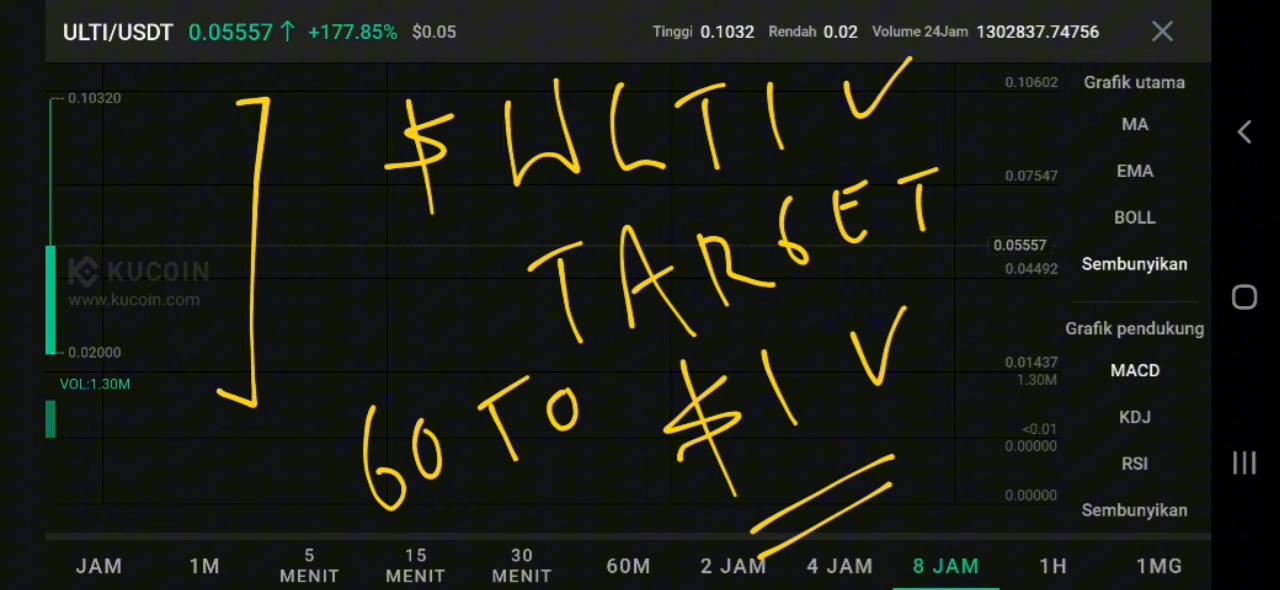 ULTI/USDT 0.05557↑ +177.85% $0.05 Tinggi 0.1032 Rendah 0.02 Volume 24Jam 1302837.74756
0.10320
0.10602
Grafik utama
$ULTI
MA
0.07547
EMA
TARGET
BOLL
0.05557
KUCOIN
0.04492
Sembunyikan
www.kucoin.com
Grafik pendukung
0.02000
0.01437
VOL:1.30M
1.30M
MACD
GO TO $1
KDJ
<0.01
0.00000
RSI
0.00000
Sembunyikan
JAM 1M 5 MENIT 15 MENIT 30 MENIT 60M 2 JAM 4 JAM 8 JAM 1H 1MG